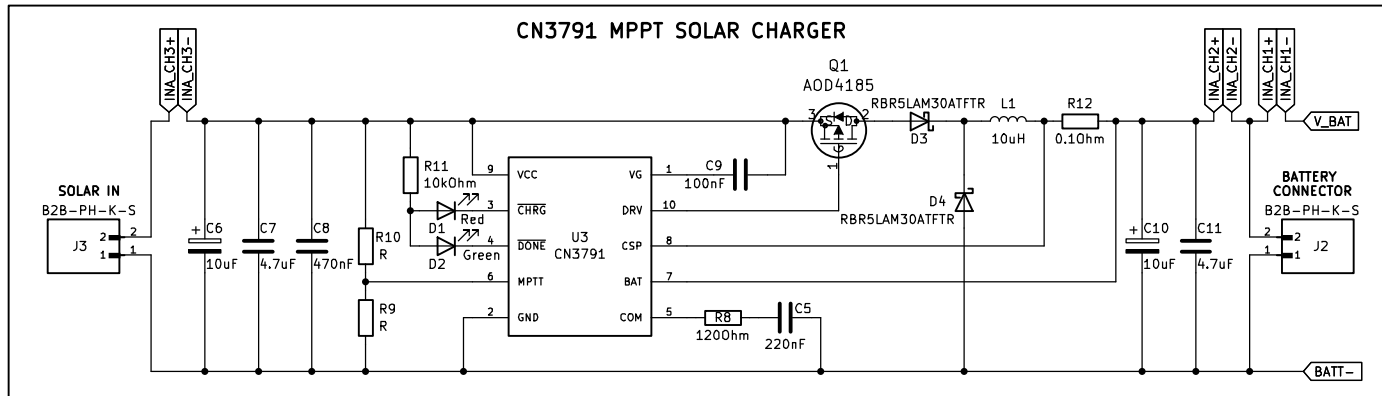 CN3791 MPPT SOLAR CHARGER
INA_CH3+
INA_CH3-
INA_CH2+
INA_CH2-
INA_CH1+
INA_CH1-
V_BAT
Q1
AOD4185
3
S
D
2
G
1
RBR5LAM30ATFTR
D3
L1
10uH
R12
0.1Ohm
SOLAR IN
B2B-PH-K-S
J3
2
2
1
1
+
C6
10uF
C7
4.7uF
C8
470nF
R10
R
R9
R
R11
10kOhm
D1
Red
D2
Green
9
VCC
3
CHRG
4
DONE
6
MPTT
2
GND
U3
CN3791
VG
1
DRV
10
CSP
8
BAT
7
COM
5
C9
100nF
R8
120Ohm
C5
220nF
D4
RBR5LAM30ATFTR
+
C10
10uF
C11
4.7uF
BATTERY
CONNECTOR
B2B-PH-K-S
J2
2
2
1
1
BATT-